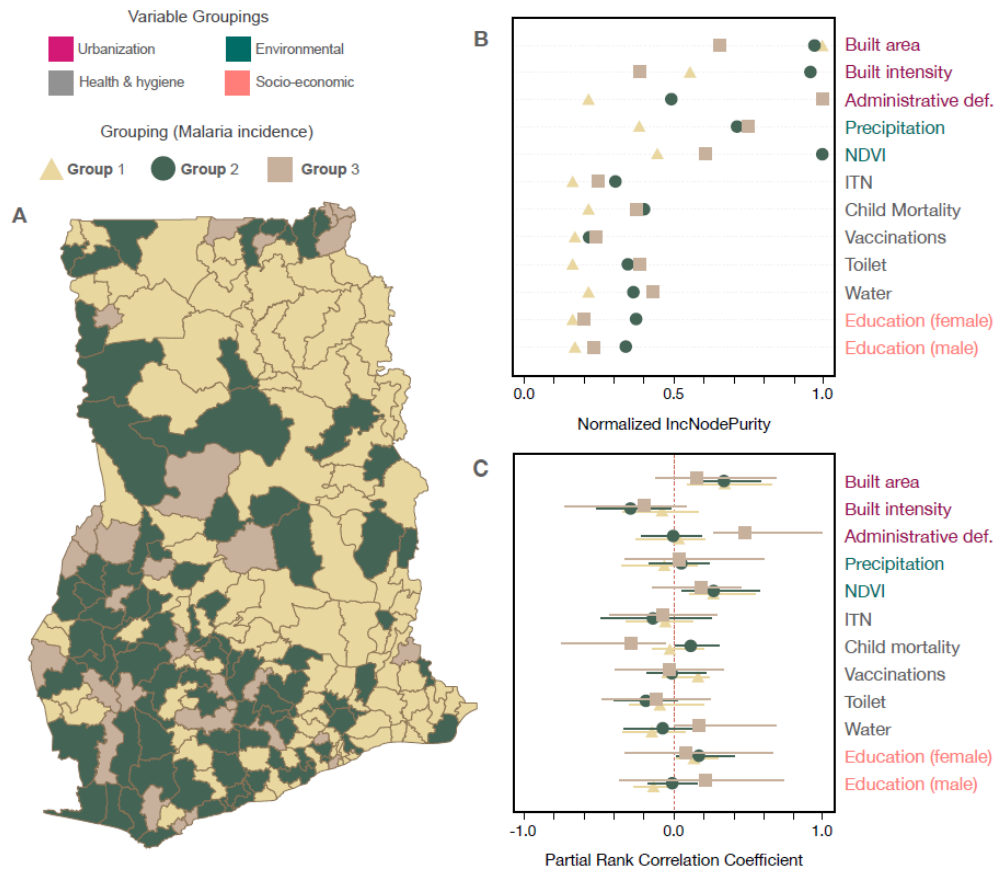 Variable Groupings
Urbanization
Environmental
Health & hygiene
Socio-economic
Grouping (Malaria incidence)
Group 1
Group 2
Group 3
A
B
Built area
Built intensity
Administrative def.
Precipitation
NDVI
ITN
Child Mortality
Vaccinations
Toilet
Water
Education (female)
Education (male)
0.0
0.5
1.0
Normalized IncNodePurity
C
Built area
Built intensity
Administrative def.
Precipitation
NDVI
ITN
Child mortality
Vaccinations
Toilet
Water
Education (female)
Education (male)
-1.0
0.0
1.0
Partial Rank Correlation Coefficient